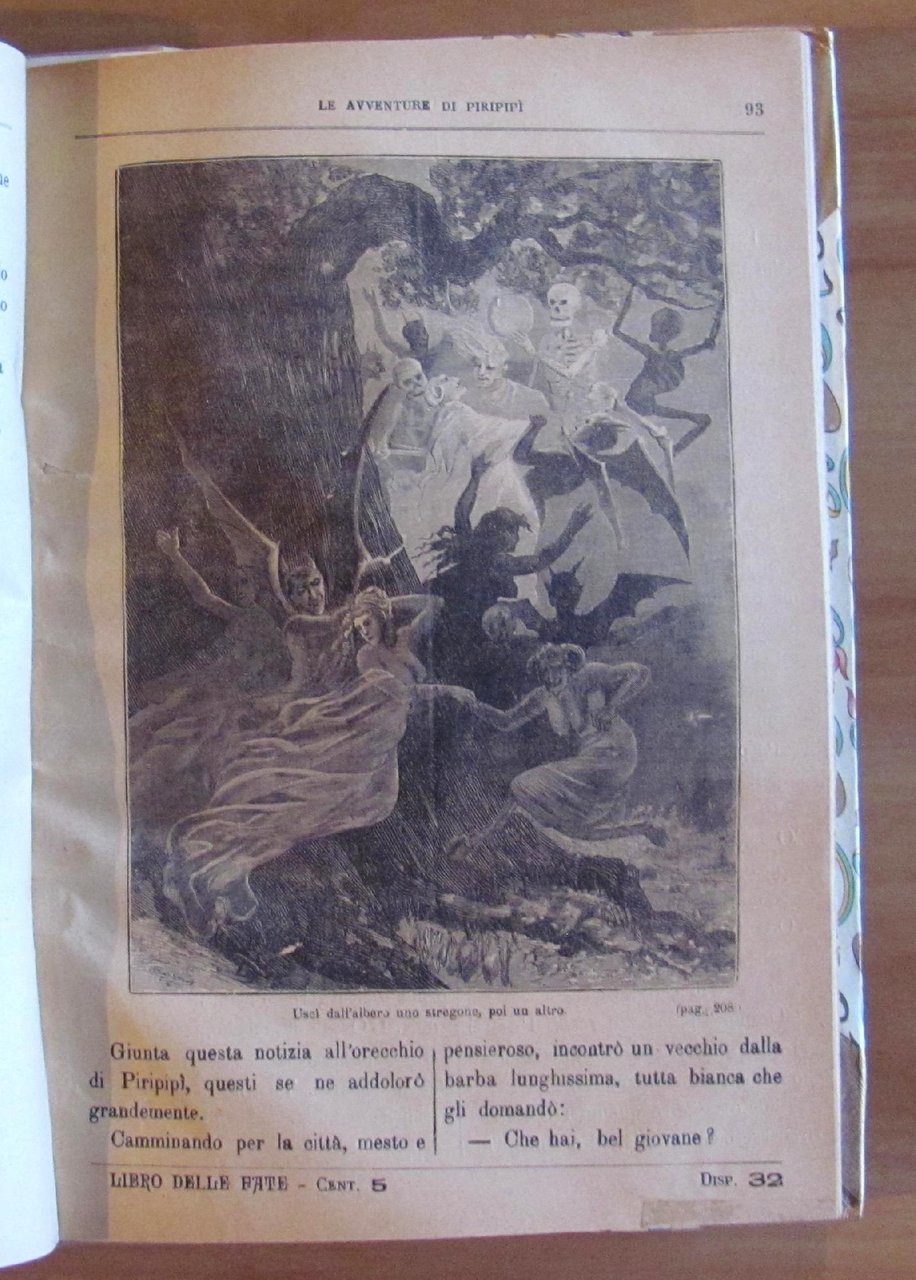 LE AVVENTURE DI PIRIPIPÌ 93
Uscì dall'albero uno stregone, poi un altro. (pag. 208
Giunta questa notizia all'orecchio
di Piripipì, questi se ne addolorò
grandemente.
Camminando per la città, mesto e
pensieroso, incontrò un vecchio dalla
barba lunghissima, tutta bianca che
gli domandò:
— Che hai, bel giovane?
LIBRO DELLE FATE - CENT. 5 DISP. 32